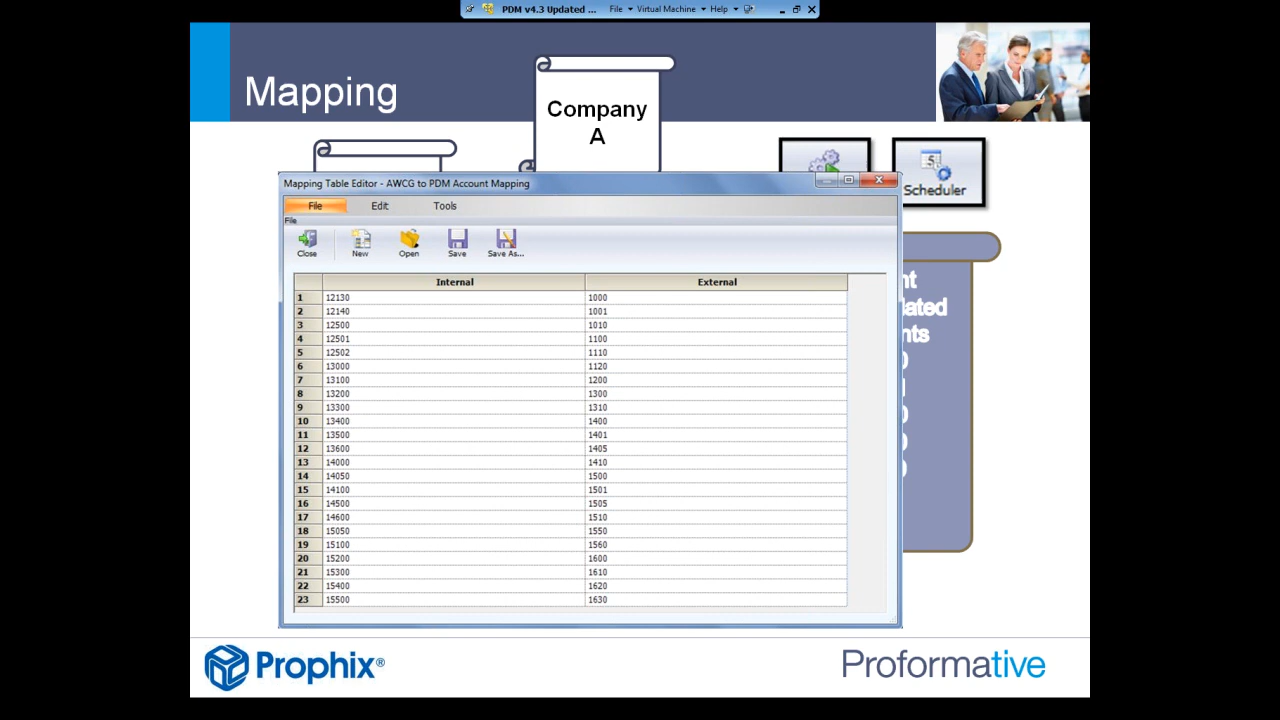 PDM v4.3 Updated ... File Virtual Machine Help
Mapping
Company
A
Scheduler
Mapping Table Editor - AWCG to PDM Account Mapping
File Edit Tools
File
Close New Open Save Save As...
Internal External
1 12130 1000
2 12140 1001
3 12500 1010
4 12501 1100
5 12502 1110
6 13000 1120
7 13100 1200
8 13200 1300
9 13300 1310
10 13400 1400
11 13500 1401
12 13600 1405
13 14000 1410
14 14050 1500
15 14100 1501
16 14500 1505
17 14600 1510
18 15050 1550
19 15100 1560
20 15200 1600
21 15300 1610
22 15400 1620
23 15500 1630
Prophix®
Proformative